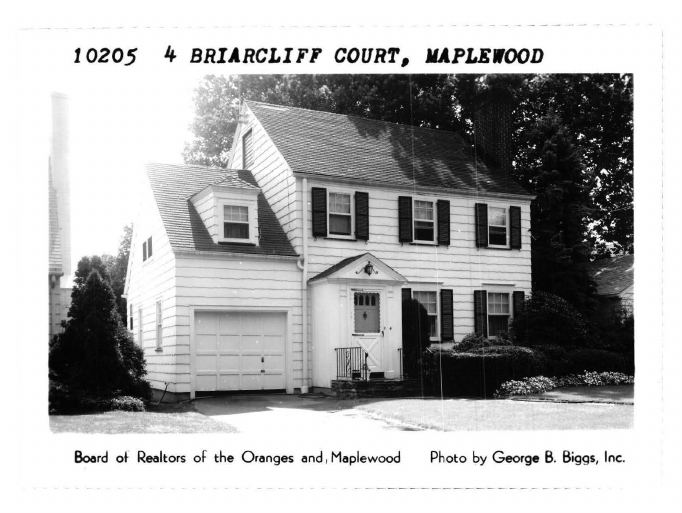 10205 4 BRIARCLIFF COURT, MAPLEWOOD
Board of Realtors of the Oranges and Maplewood Photo by George B. Biggs, Inc.